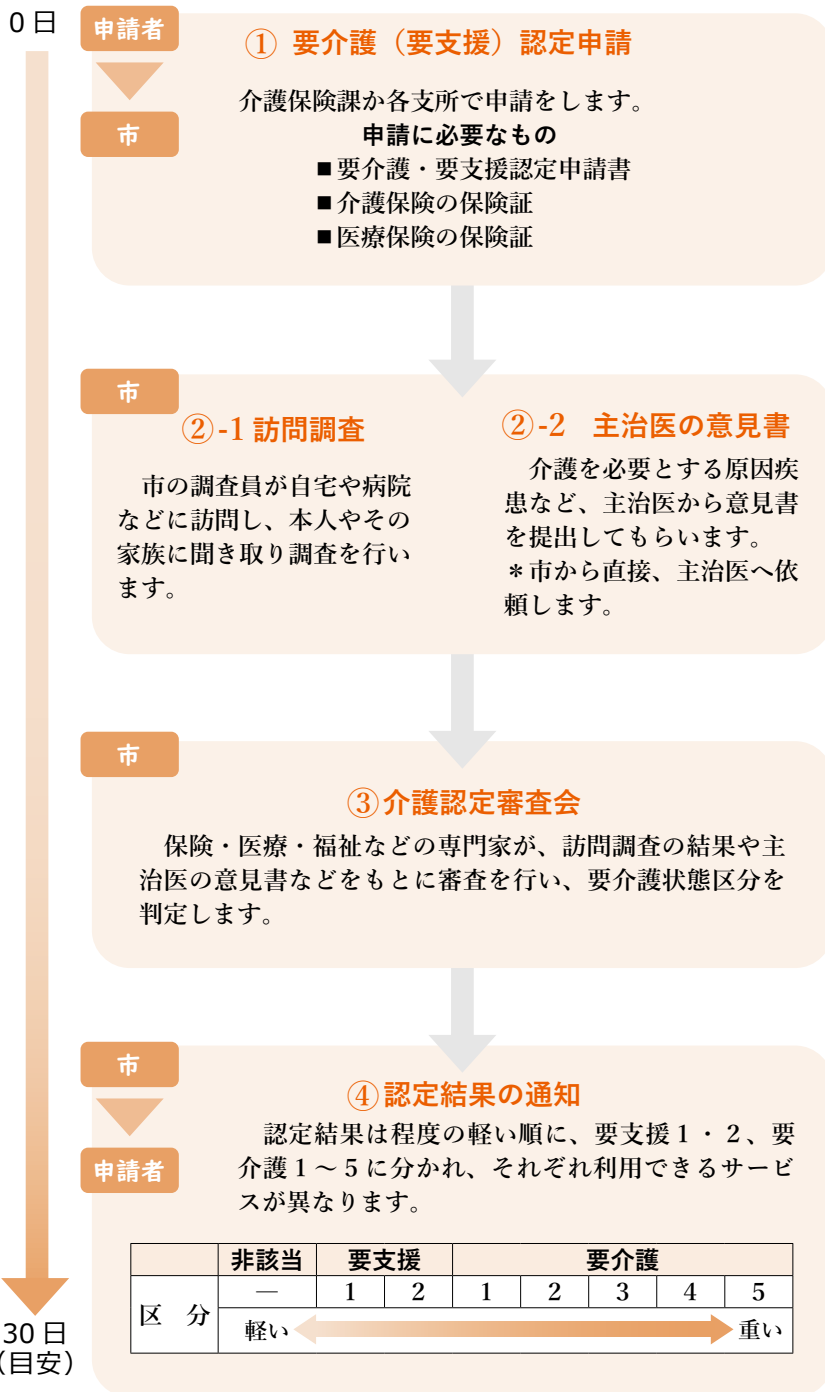 0日
申請者
市
① 要介護（要支援）認定申請
介護保険課か各支所で申請をします。
申請に必要なもの
■要介護・要支援認定申請書
■介護保険の保険証
■医療保険の保険証
市
②-1 訪問調査
市の調査員が自宅や病院
などに訪問し、本人やその
家族に聞き取り調査を行い
ます。
②-2 主治医の意見書
介護を必要とする原因疾
患など、主治医から意見書
を提出してもらいます。
＊市から直接、主治医へ依
頼します。
市
③介護認定審査会
保険・医療・福祉などの専門家が、訪問調査の結果や主
治医の意見書などをもとに審査を行い、要介護状態区分を
判定します。
市
申請者
④認定結果の通知
認定結果は程度の軽い順に、要支援１・２、要
介護１～５に分かれ、それぞれ利用できるサービ
スが異なります。
非該当 要支援 要介護
区 分 ― 1 2 1 2 3 4 5
軽い 重い
30日
（目安）